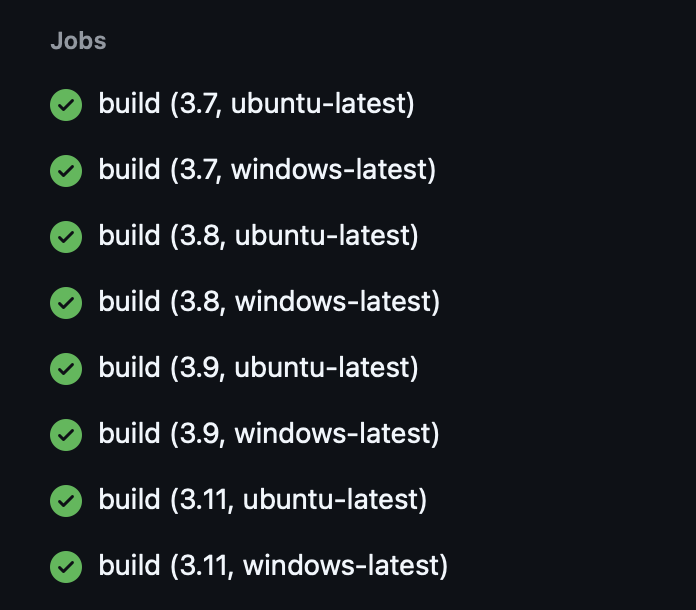 Jobs
build (3.7, ubuntu-latest)
build (3.7, windows-latest)
build (3.8, ubuntu-latest)
build (3.8, windows-latest)
build (3.9, ubuntu-latest)
build (3.9, windows-latest)
build (3.11, ubuntu-latest)
build (3.11, windows-latest)